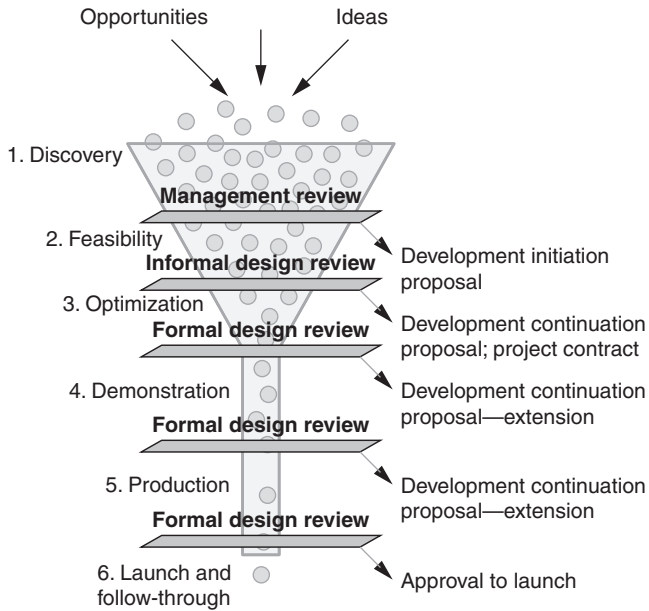 Opportunities
Ideas
1. Discovery
Management review
2. Feasibility
Development initiation
proposal
Informal design review
3. Optimization
Development continuation
proposal; project contract
Formal design review
4. Demonstration
Development continuation
proposal—extension
Formal design review
5. Production
Development continuation
proposal—extension
Formal design review
6. Launch and
follow-through
Approval to launch